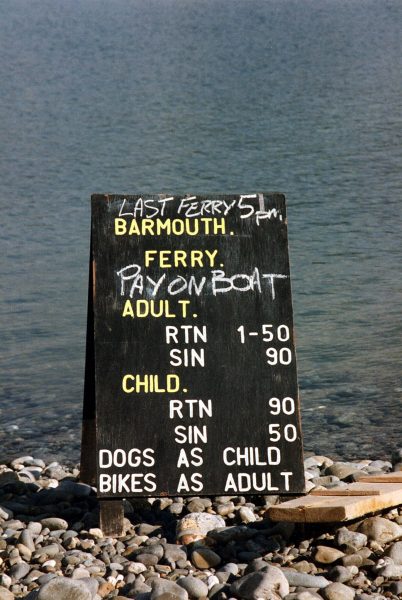 LAST FERRY 5pm.
BARMOUTH.
FERRY.
PAY ON BOAT
ADULT.
RTN 1-50
SIN 90
CHILD.
RTN 90
SIN 50
DOGS AS CHILD
BIKES AS ADULT